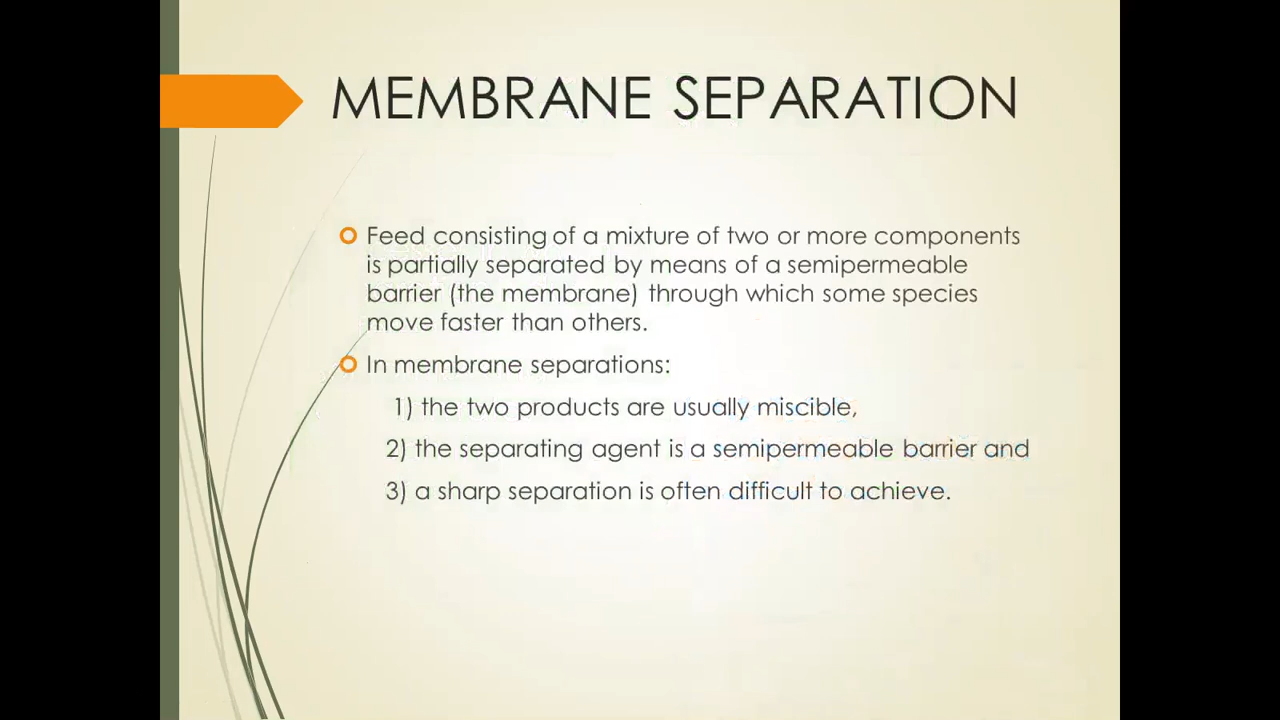 MEMBRANE SEPARATION
Feed consisting of a mixture of two or more components
is partially separated by means of a semipermeable
barrier (the membrane) through which some species
move faster than others.
In membrane separations:
1) the two products are usually miscible,
2) the separating agent is a semipermeable barrier and
3) a sharp separation is often difficult to achieve.